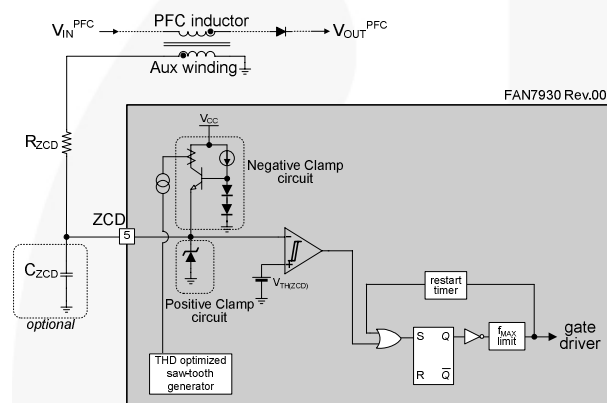 V_IN^PFC
PFC inductor
V_OUT^PFC
Aux winding
FAN7930 Rev.00
R_ZCD
V_CC
Negative Clamp
circuit
ZCD
5
C_ZCD
optional
Positive Clamp
circuit
V_TH(ZCD)
THD optimized
saw-tooth
generator
restart
timer
S Q
R Q̅
f_MAX
limit
gate
driver